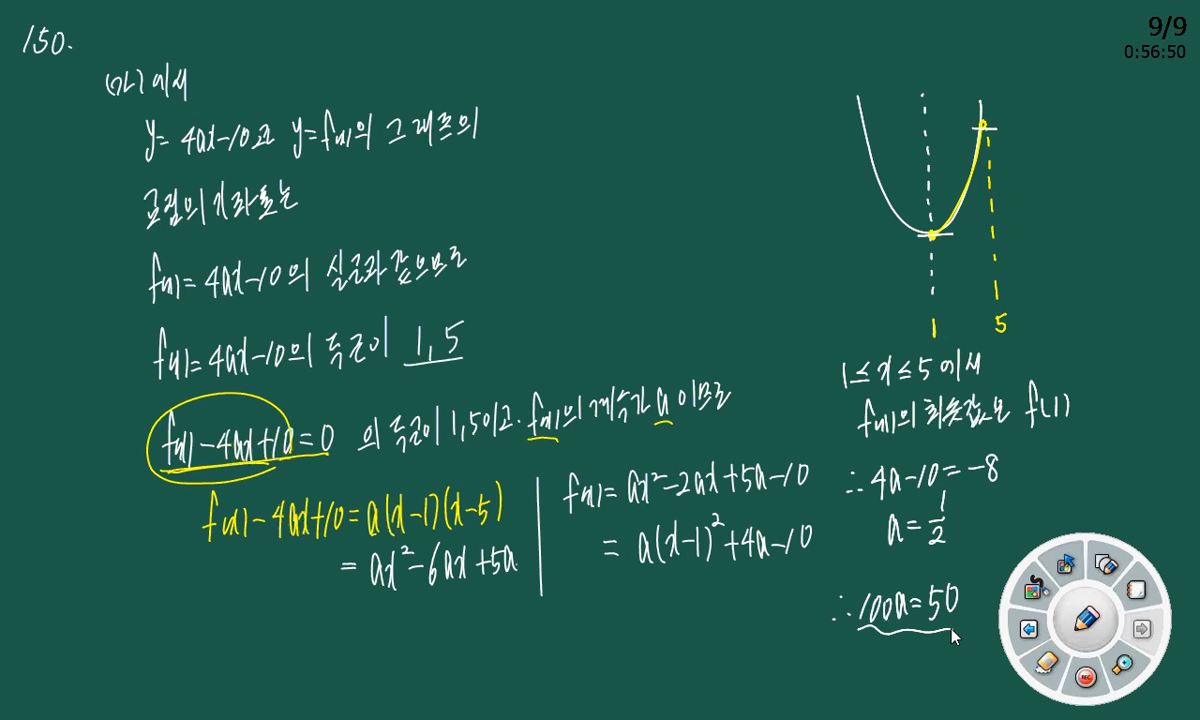 150.
9/9
0:56:50
(나)에서
y=4ax-10과 y=f(x)의 그래프의
교점의 x좌표는
f(x)=4ax-10의 실근과 같으므로
f(x)=4ax-10의 두근이 1, 5
f(x)-4ax+10=0 의 두근이 1, 5이고. f(x)의 계수가 a 이므로
f(x)-4ax+10=a(x-1)(x-5)
=ax²-6ax+5a
f(x)=ax²-2ax+5a-10
=a(x-1)²+4a-10
1 5
1≤x≤5 에서
f(x)의 최솟값은 f(1)
∴4a-10=-8
a=1/2
∴100a=50
REC